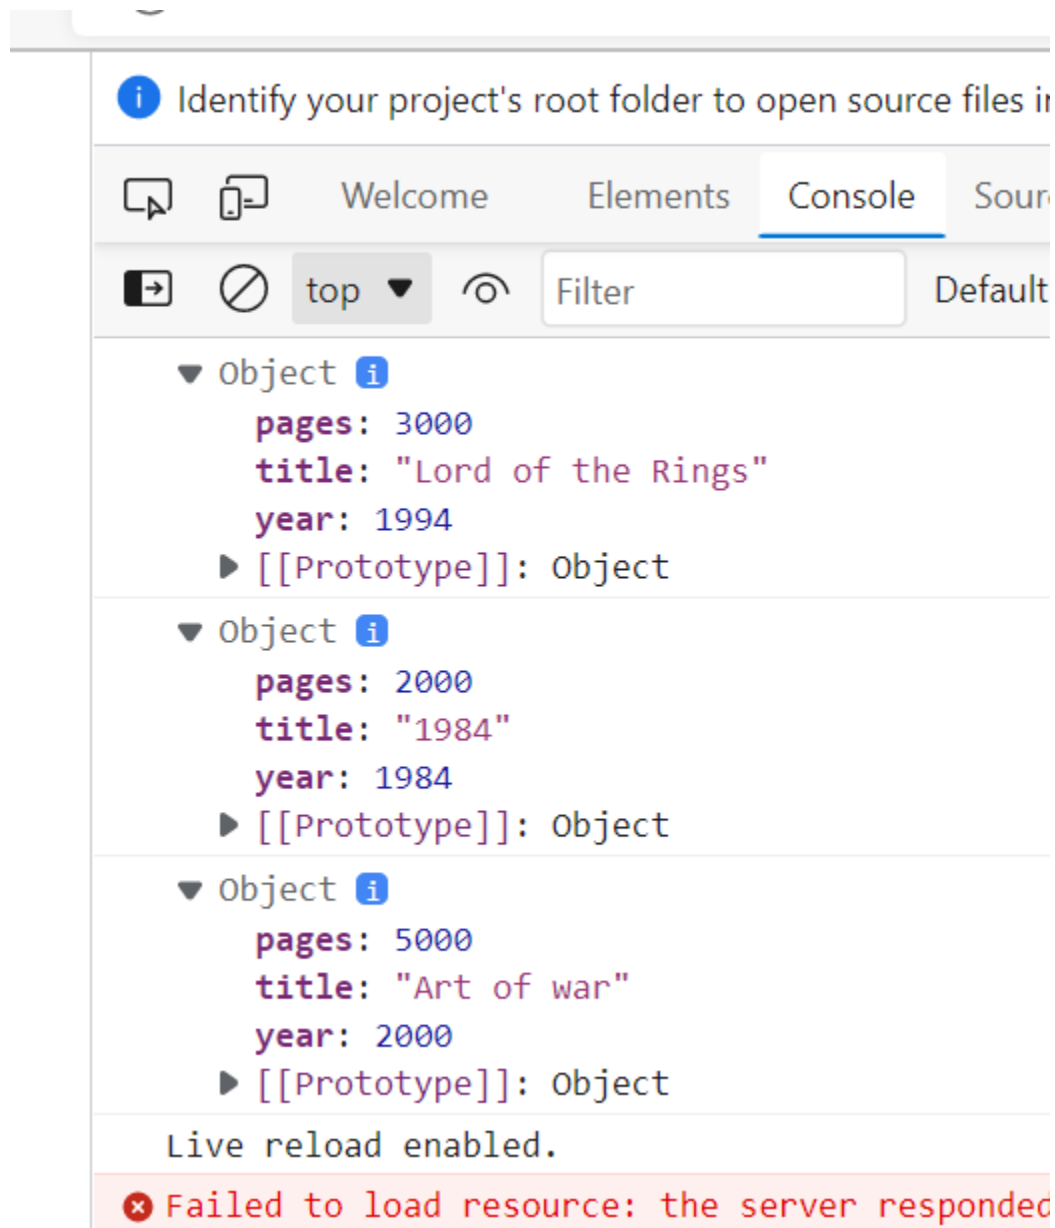 Identify your project's root folder to open source files
Welcome Elements Console
top Filter Default
Object i
pages: 3000
title: "Lord of the Rings"
year: 1994
[[Prototype]]: Object
Object i
pages: 2000
title: "1984"
year: 1984
[[Prototype]]: Object
Object i
pages: 5000
title: "Art of war"
year: 2000
[[Prototype]]: Object
Live reload enabled.
Failed to load resource: the server responded